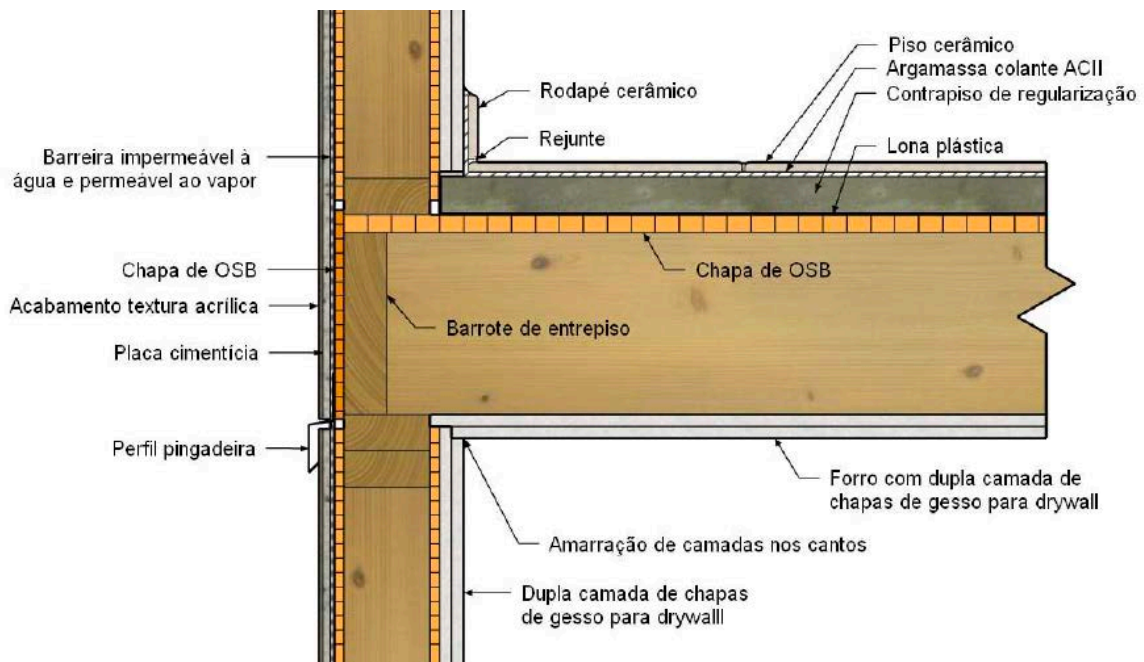 Piso cerâmico
Argamassa colante ACII
Contrapiso de regularização
Lona plástica
Rodapé cerâmico
Rejunte
Barreira impermeável à
água e permeável ao vapor
Chapa de OSB
Acabamento textura acrílica
Placa cimentícia
Perfil pingadeira
Chapa de OSB
Barrote de entrepiso
Forro com dupla camada de
chapas de gesso para drywall
Amarração de camadas nos cantos
Dupla camada de chapas
de gesso para drywalll